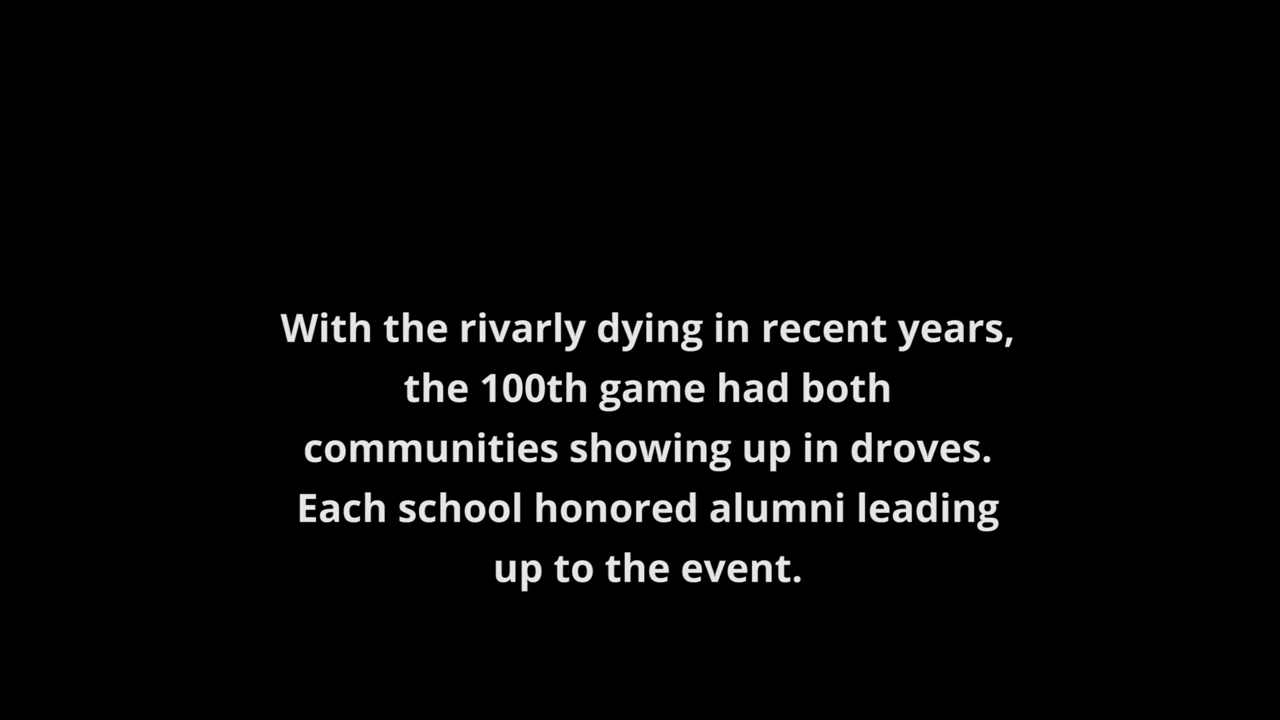 With the rivarly dying in recent years,
the 100th game had both
communities showing up in droves.
Each school honored alumni leading
up to the event.